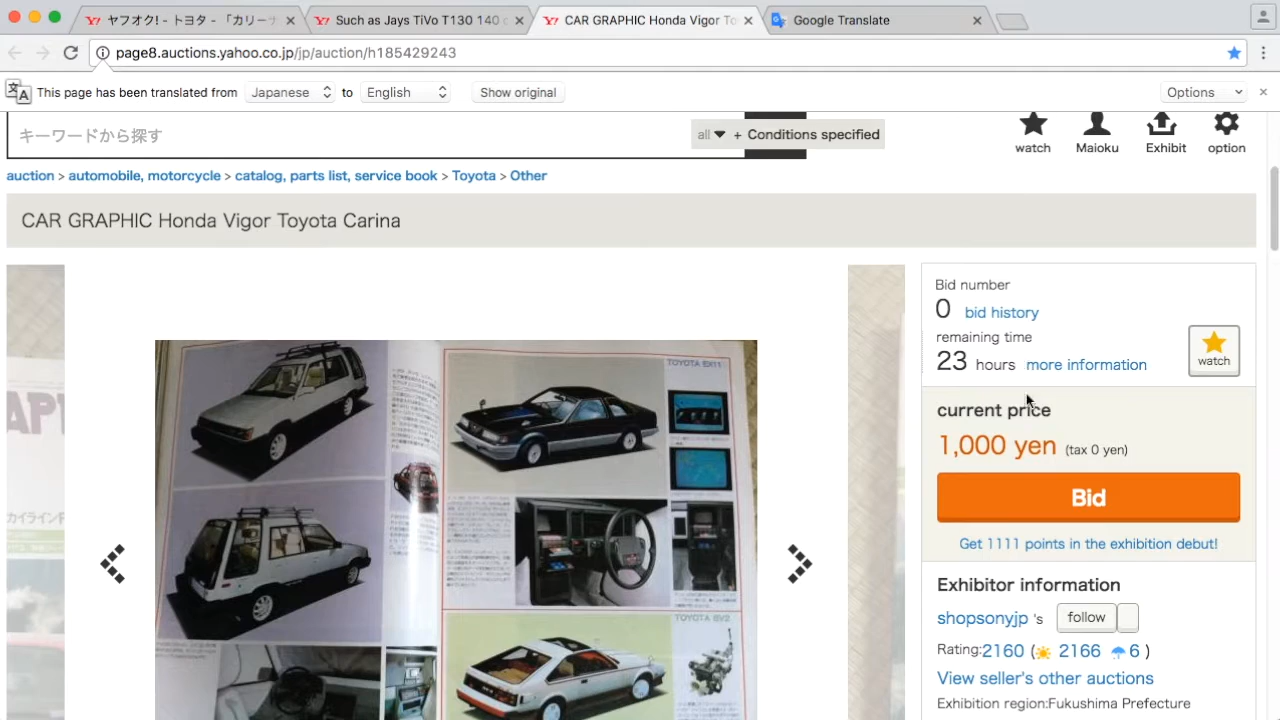 ヤフオク! - トヨタ - 「カリーナ
Such as Jays TiVo T130 140 c
CAR GRAPHIC Honda Vigor To
Google Translate
page8.auctions.yahoo.co.jp/jp/auction/h185429243
This page has been translated from Japanese to English Show original Options
キーワードから探す
all + Conditions specified
watch Maioku Exhibit option
auction > automobile, motorcycle > catalog, parts list, service book > Toyota > Other
CAR GRAPHIC Honda Vigor Toyota Carina
Bid number
0 bid history
remaining time
23 hours more information
watch
current price
1,000 yen (tax 0 yen)
Bid
Get 1111 points in the exhibition debut!
Exhibitor information
shopsonyjp 's follow
Rating:2160 ( 2166 6 )
View seller's other auctions
Exhibition region:Fukushima Prefecture
TOYOTA EX11
TOYOTA SV2
カイラインR